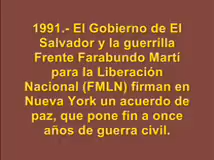 1991.- El Gobierno de El
Salvador y la guerrilla
Frente Farabundo Martí
para la Liberación
Nacional (FMLN) firman en
Nueva York un acuerdo de
paz, que pone fin a once
años de guerra civil.